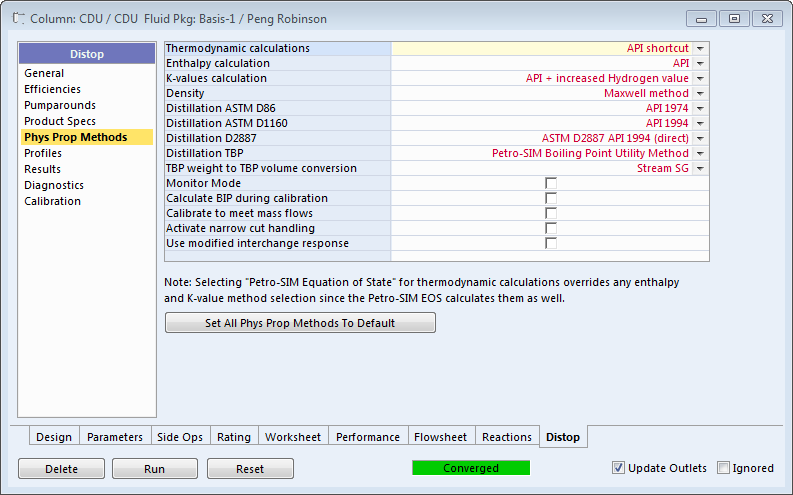 Column: CDU / CDU Fluid Pkg: Basis-1 / Peng Robinson
Distop
General
Efficiencies
Pumparounds
Product Specs
Phys Prop Methods
Profiles
Results
Diagnostics
Calibration
Thermodynamic calculations API shortcut
Enthalpy calculation API
K-values calculation API + increased Hydrogen value
Density Maxwell method
Distillation ASTM D86 API 1974
Distillation ASTM D1160 API 1994
Distillation D2887 ASTM D2887 API 1994 (direct)
Distillation TBP Petro-SIM Boiling Point Utility Method
TBP weight to TBP volume conversion Stream SG
Monitor Mode
Calculate BIP during calibration
Calibrate to meet mass flows
Activate narrow cut handling
Use modified interchange response
Note: Selecting "Petro-SIM Equation of State" for thermodynamic calculations overrides any enthalpy
and K-value method selection since the Petro-SIM EOS calculates them as well.
Set All Phys Prop Methods To Default
Design Parameters Side Ops Rating Worksheet Performance Flowsheet Reactions Distop
Delete Run Reset Converged Update Outlets Ignored